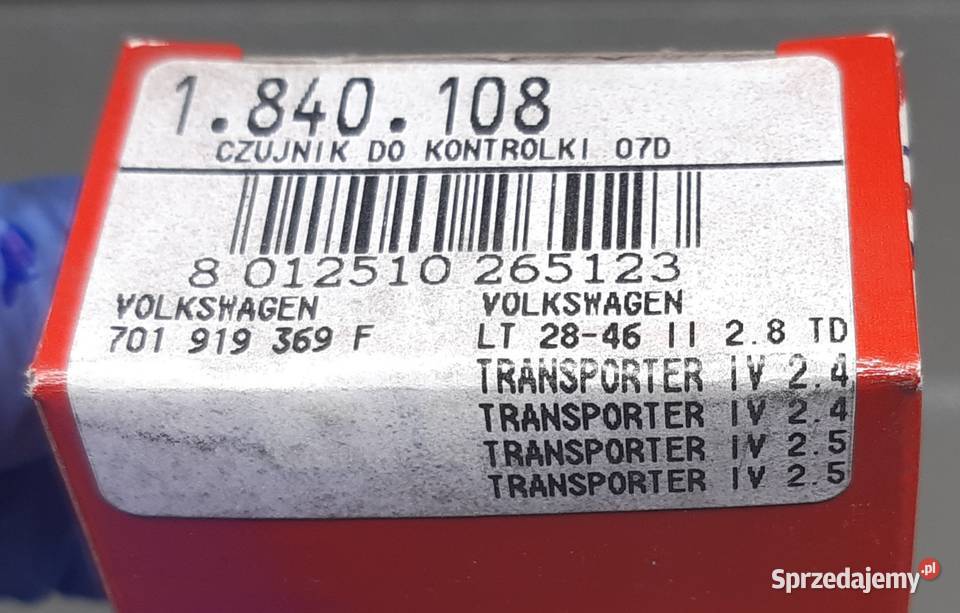 1.840.108
CZUJNIK DO KONTROLKI 07D
8 012510 265123
VOLKSWAGEN
701 919 369 F
VOLKSWAGEN
LT 28-46 II 2.8 TD
TRANSPORTER IV 2.4
TRANSPORTER IV 2.4
TRANSPORTER IV 2.5
TRANSPORTER IV 2.5
Sprzedajemy.pl